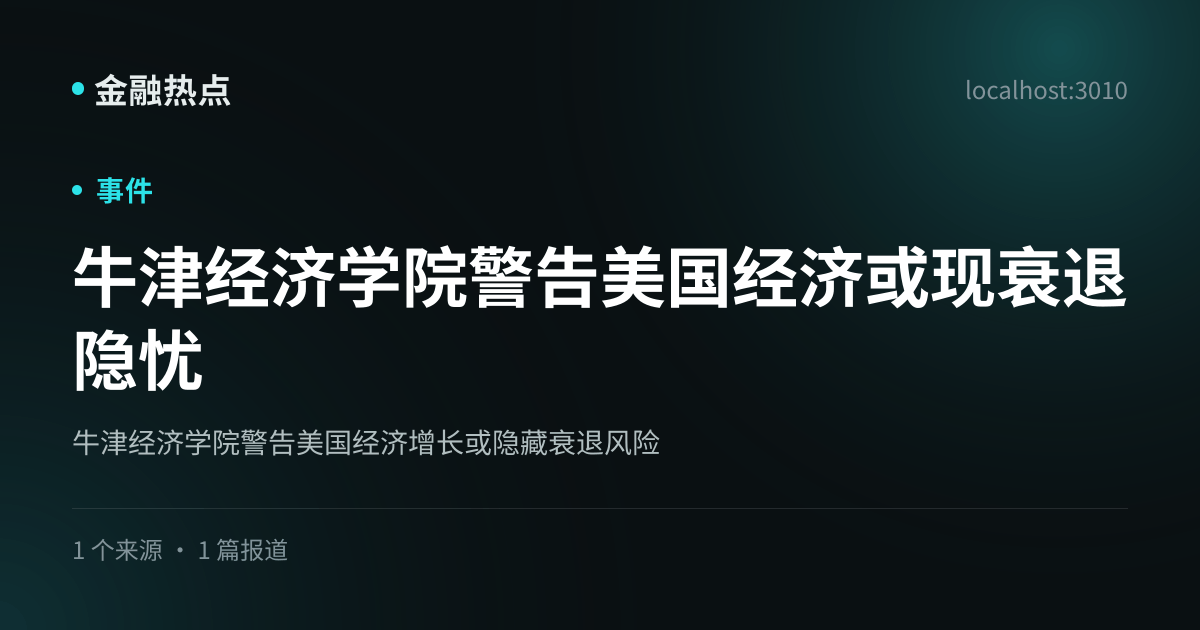 金融热点
localhost:3010
事件
牛津经济学院警告美国经济或现衰退
隐忧
牛津经济学院警告美国经济增长或隐藏衰退风险
1 个来源 · 1 篇报道